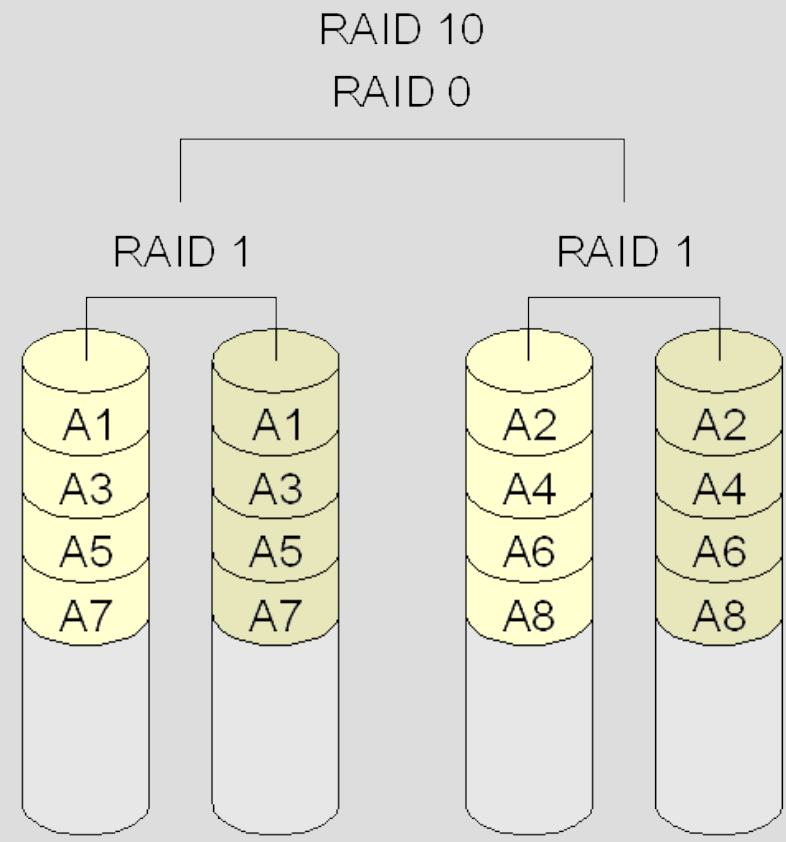 RAID 10
RAID 0
RAID 1 RAID 1
A1 A1 A2 A2
A3 A3 A4 A4
A5 A5 A6 A6
A7 A7 A8 A8